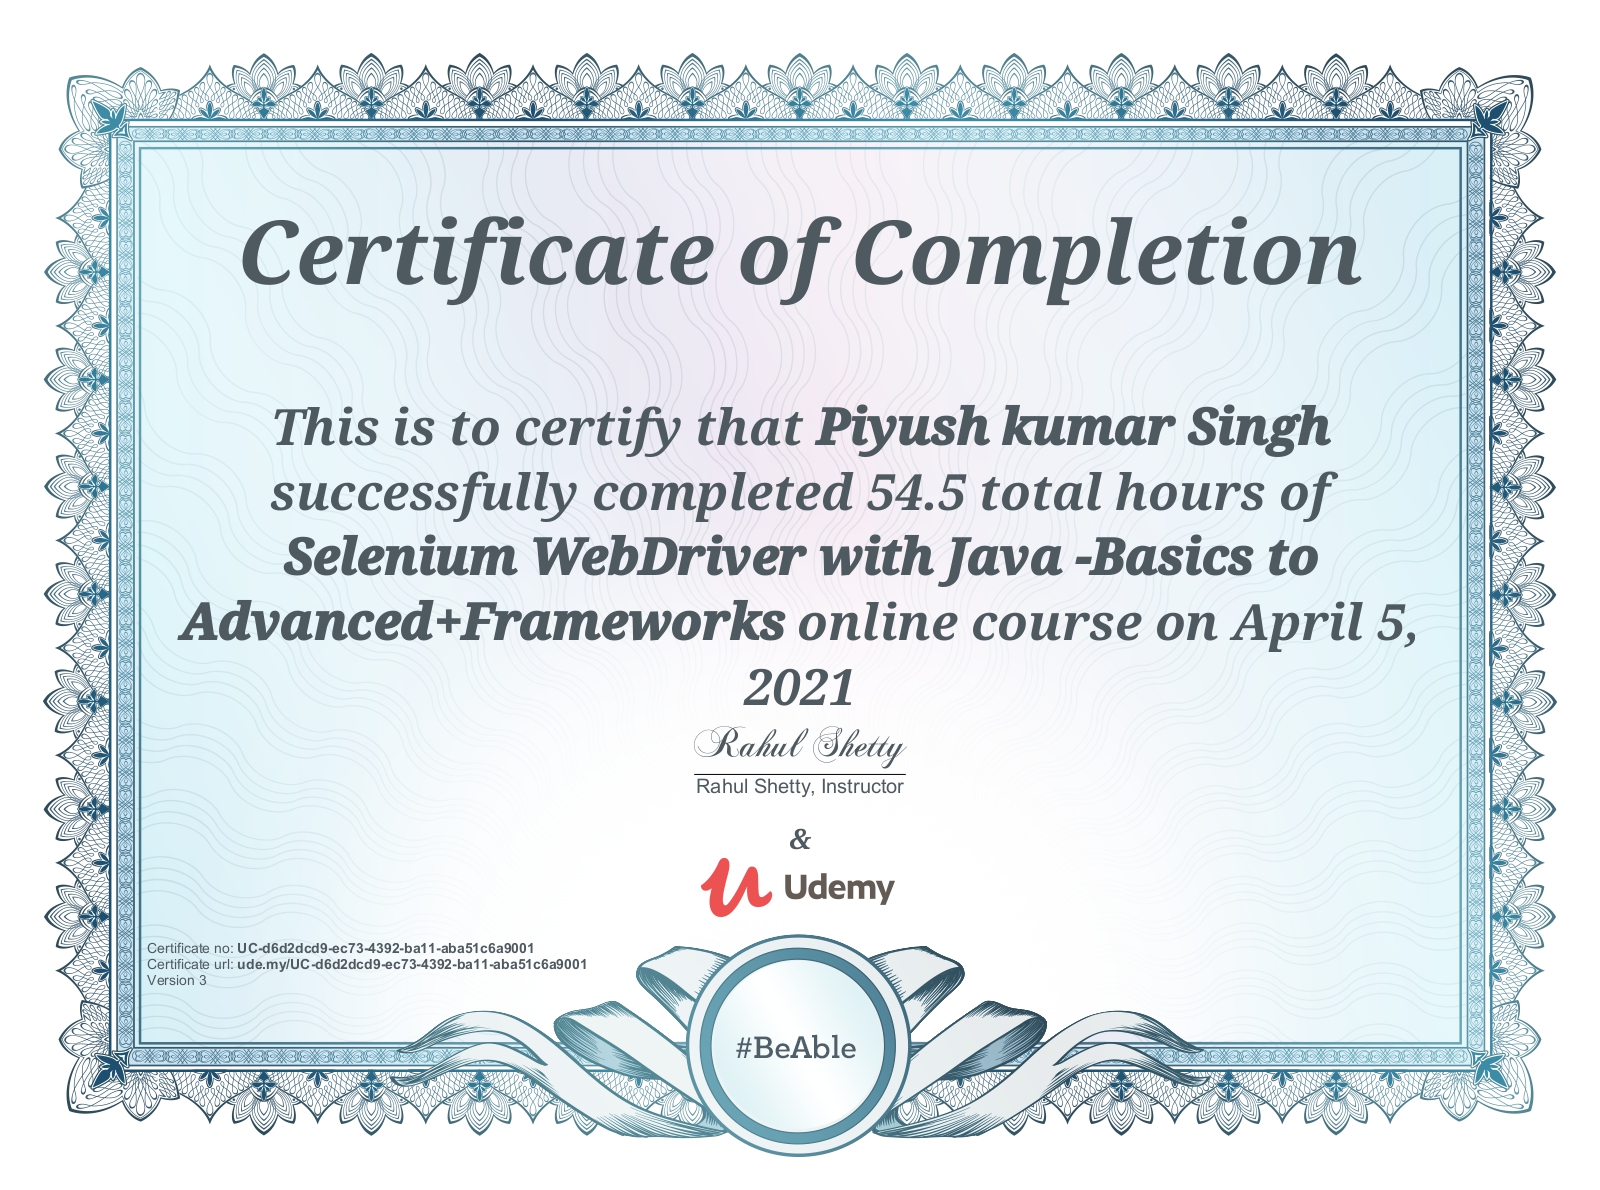 Certificate of Completion
This is to certify that Piyush kumar Singh
successfully completed 54.5 total hours of
Selenium WebDriver with Java -Basics to
Advanced+Frameworks online course on April 5,
2021
Rahul Shetty
Rahul Shetty, Instructor
&
Udemy
Certificate no: UC-d6d2dcd9-ec73-4392-ba11-aba51c6a9001
Certificate url: ude.my/UC-d6d2dcd9-ec73-4392-ba11-aba51c6a9001
Version 3
#BeAble